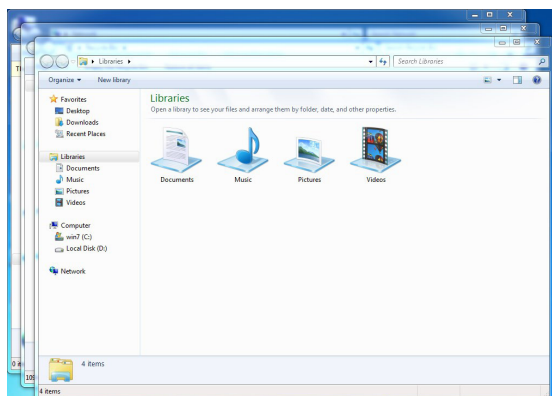 Libraries
Search Libraries
Organize
New library
Favorites
Desktop
Downloads
Recent Places
Libraries
Documents
Music
Pictures
Videos
Computer
win7 (C:)
Local Disk (D:)
Network
Libraries
Open a library to see your files and arrange them by folder, date, and other properties.
Documents
Music
Pictures
Videos
4 items
4 items